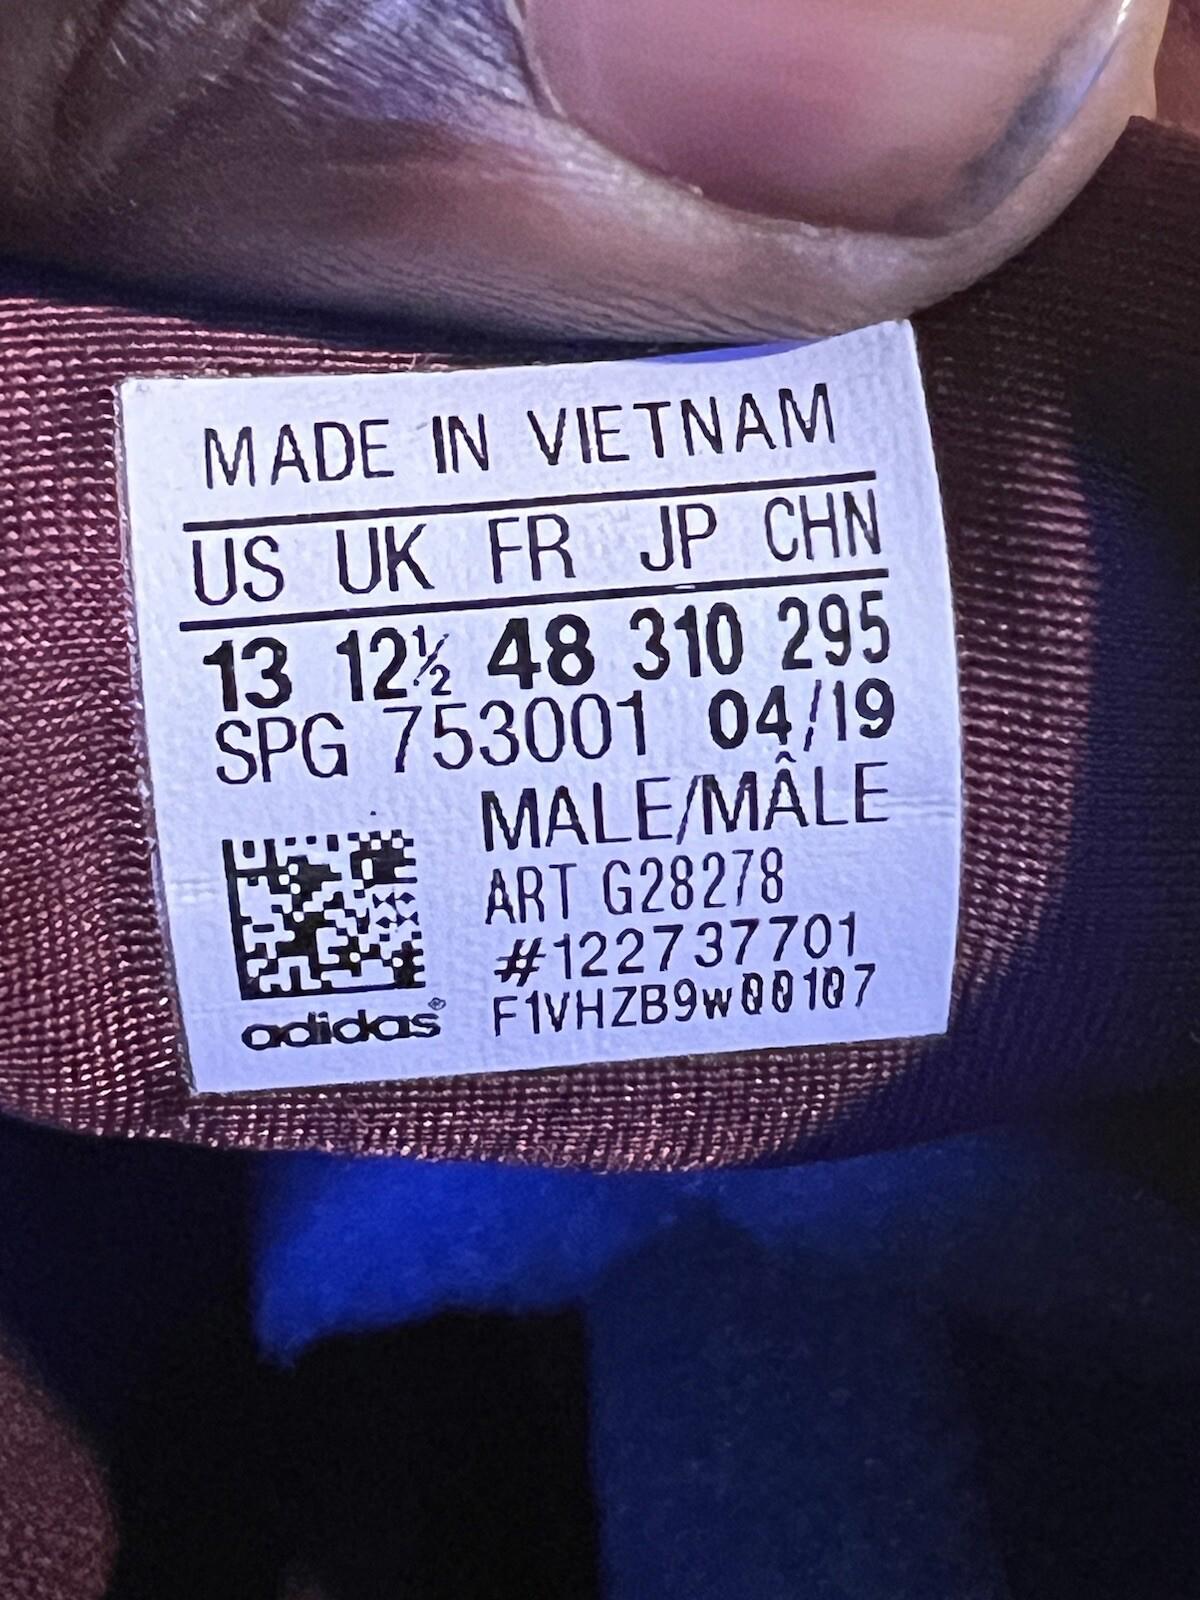 MADE IN VIETNAM
US UK FR JP CHN
13 12½ 48 310 295
SPG 753001 04/19
MALE/MÂLE
ART G28278
#122737701
F1VHZB9W00107
adidas®